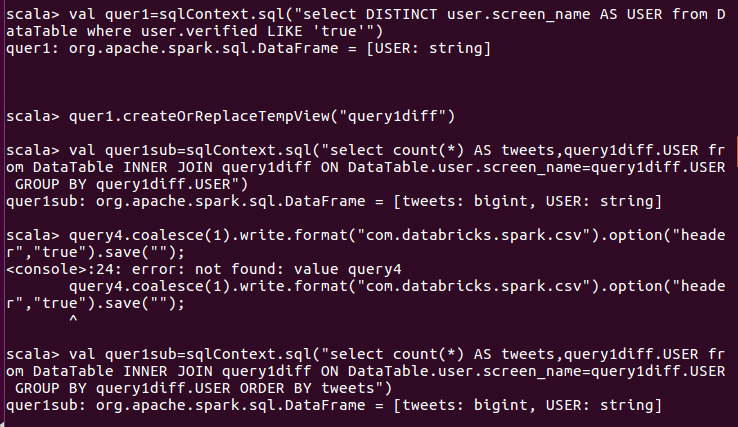 scala> val quer1=sqlContext.sql("select DISTINCT user.screen_name AS USER from D
ataTable where user.verified LIKE 'true'")
quer1: org.apache.spark.sql.DataFrame = [USER: string]
scala> quer1.createOrReplaceTempView("query1diff")
scala> val quer1sub=sqlContext.sql("select count(*) AS tweets,query1diff.USER fr
om DataTable INNER JOIN query1diff ON DataTable.user.screen_name=query1diff.USER
 GROUP BY query1diff.USER")
quer1sub: org.apache.spark.sql.DataFrame = [tweets: bigint, USER: string]
scala> query4.coalesce(1).write.format("com.databricks.spark.csv").option("heade
r","true").save("");
<console>:24: error: not found: value query4
       query4.coalesce(1).write.format("com.databricks.spark.csv").option("heade
r","true").save("");
       ^
scala> val quer1sub=sqlContext.sql("select count(*) AS tweets,query1diff.USER fr
om DataTable INNER JOIN query1diff ON DataTable.user.screen_name=query1diff.USER
 GROUP BY query1diff.USER ORDER BY tweets")
quer1sub: org.apache.spark.sql.DataFrame = [tweets: bigint, USER: string]